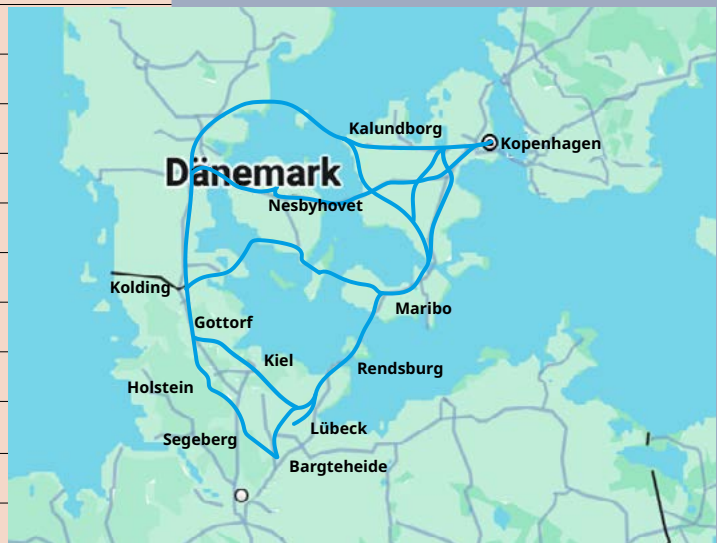 Kalundborg
Kopenhagen
Dänemark
Nesbyhovet
Kolding
Maribo
Gottorf
Kiel
Rendsburg
Holstein
Lübeck
Segeberg
Bargteheide